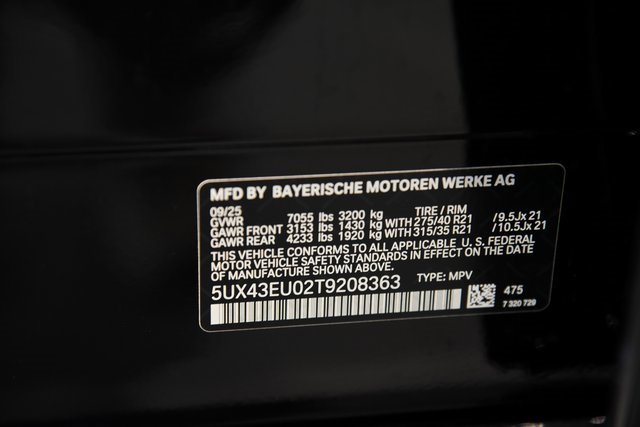 MFD BY BAYERISCHE MOTOREN WERKE AG
09/25 TIRE / RIM
GVWR 7055 lbs 3200 kg
GAWR FRONT 3153 lbs 1430 kg WITH 275/40 R21 /9.5Jx 21
GAWR REAR 4233 lbs 1920 kg WITH 315/35 R21 /10.5Jx 21
THIS VEHICLE CONFORMS TO ALL APPLICABLE U. S. FEDERAL
MOTOR VEHICLE SAFETY STANDARDS IN EFFECT ON THE DATE
OF MANUFACTURE SHOWN ABOVE.
5UX43EU02T9208363 TYPE: MPV
475
7 320 729